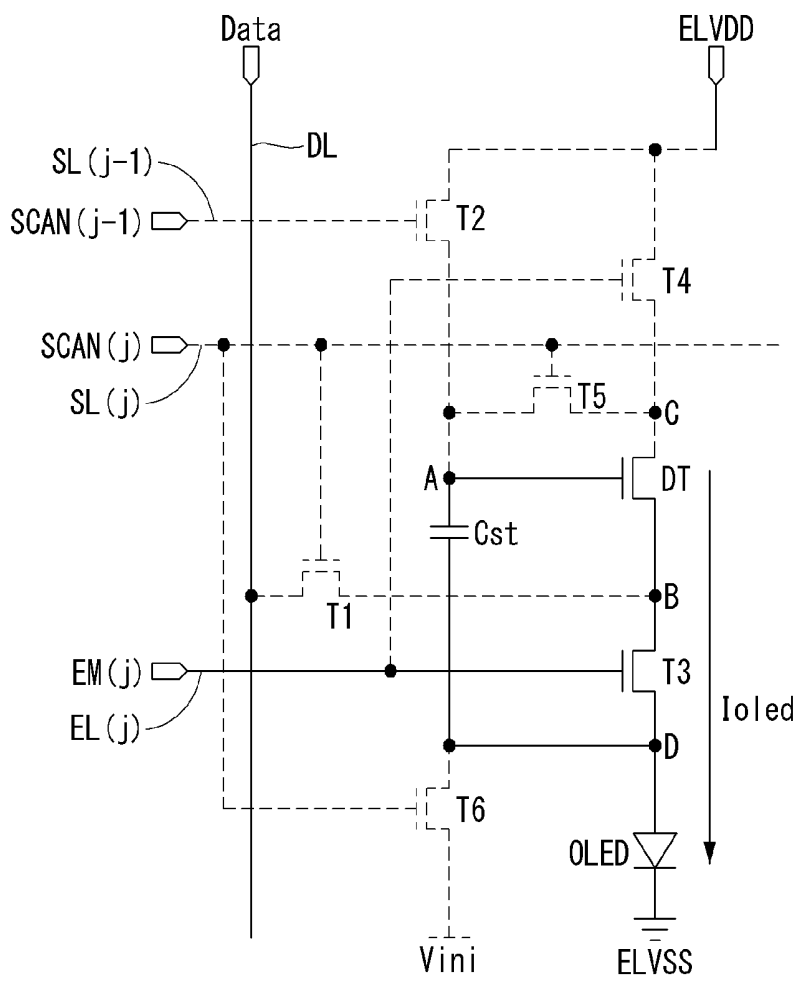 Data
ELVDD
DL
SL(j-1)
SCAN(j-1)
T2
T4
SCAN(j)
SL(j)
T5
C
A
DT
Cst
T1
B
EM(j)
T3
EL(j)
Ioled
D
T6
OLED
Vini
ELVSS